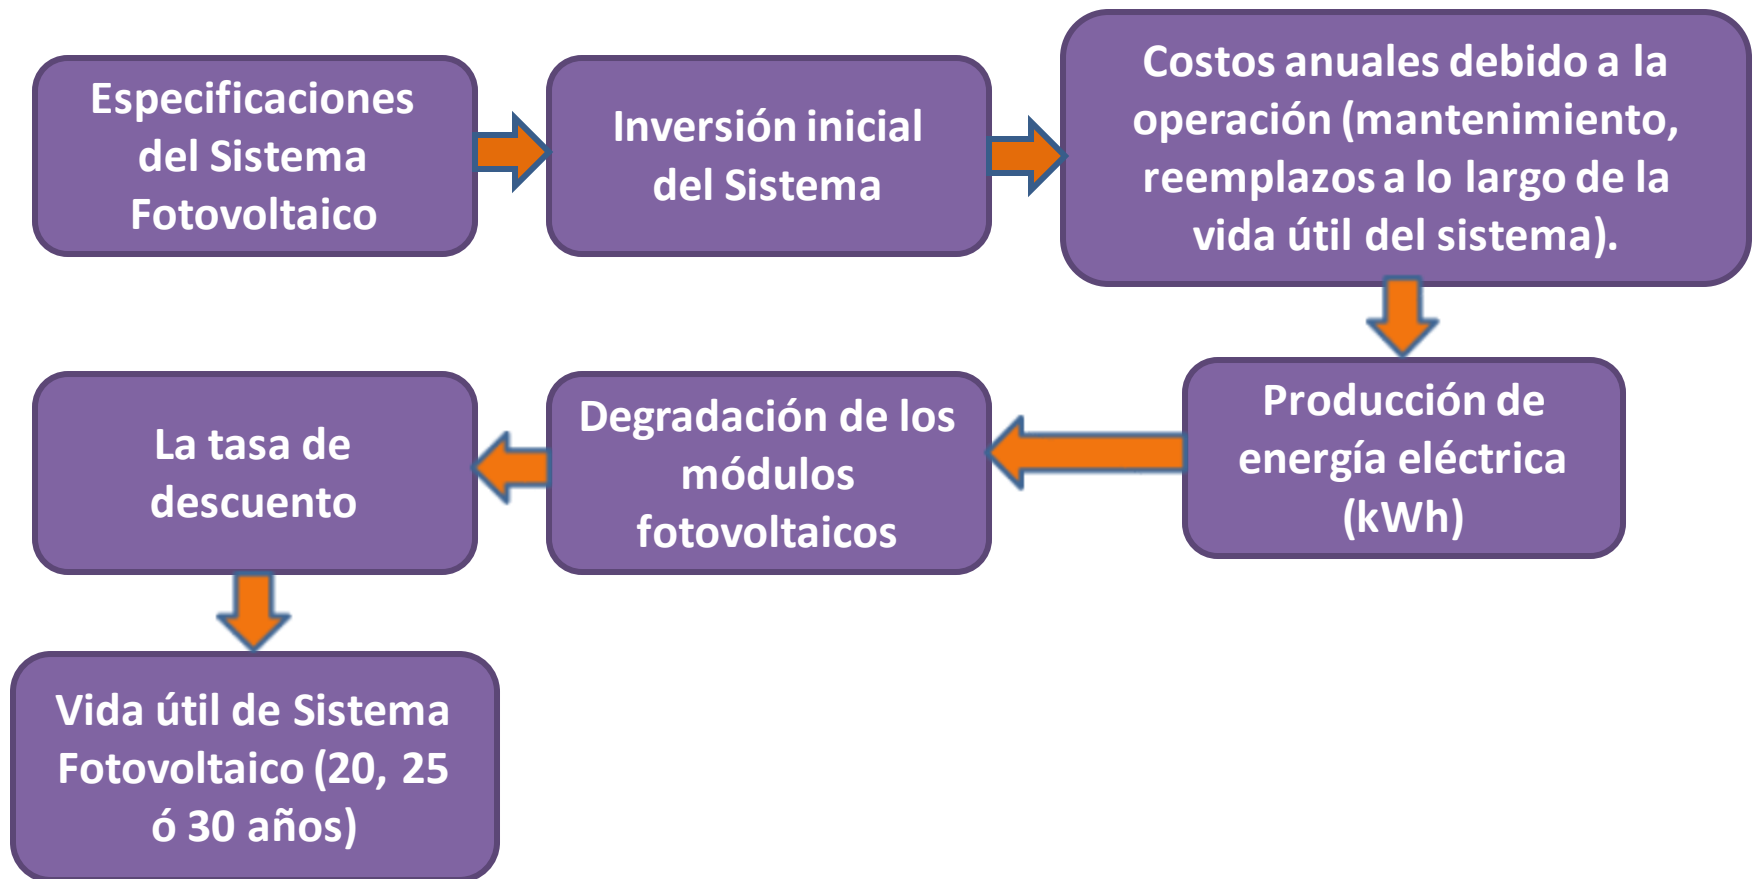 Especificaciones
del Sistema
Fotovoltaico
Inversión inicial
del Sistema
Costos anuales debido a la
operación (mantenimiento,
reemplazos a lo largo de la
vida útil del sistema).
Producción de
energía eléctrica
(kWh)
Degradación de los
módulos
fotovoltaicos
La tasa de
descuento
Vida útil de Sistema
Fotovoltaico (20, 25
ó 30 años)